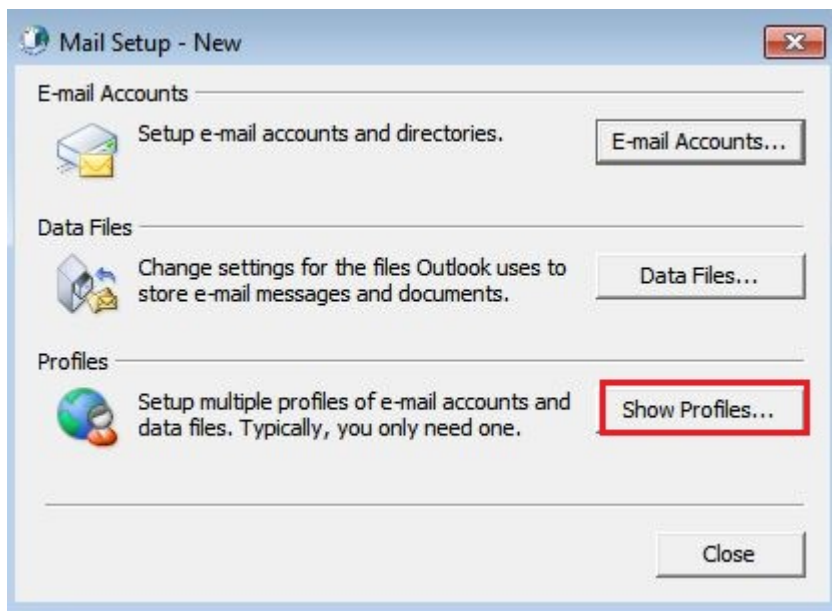 Mail Setup - New
E-mail Accounts
Setup e-mail accounts and directories.
E-mail Accounts...
Data Files
Change settings for the files Outlook uses to
store e-mail messages and documents.
Data Files...
Profiles
Setup multiple profiles of e-mail accounts and
data files. Typically, you only need one.
Show Profiles...
Close